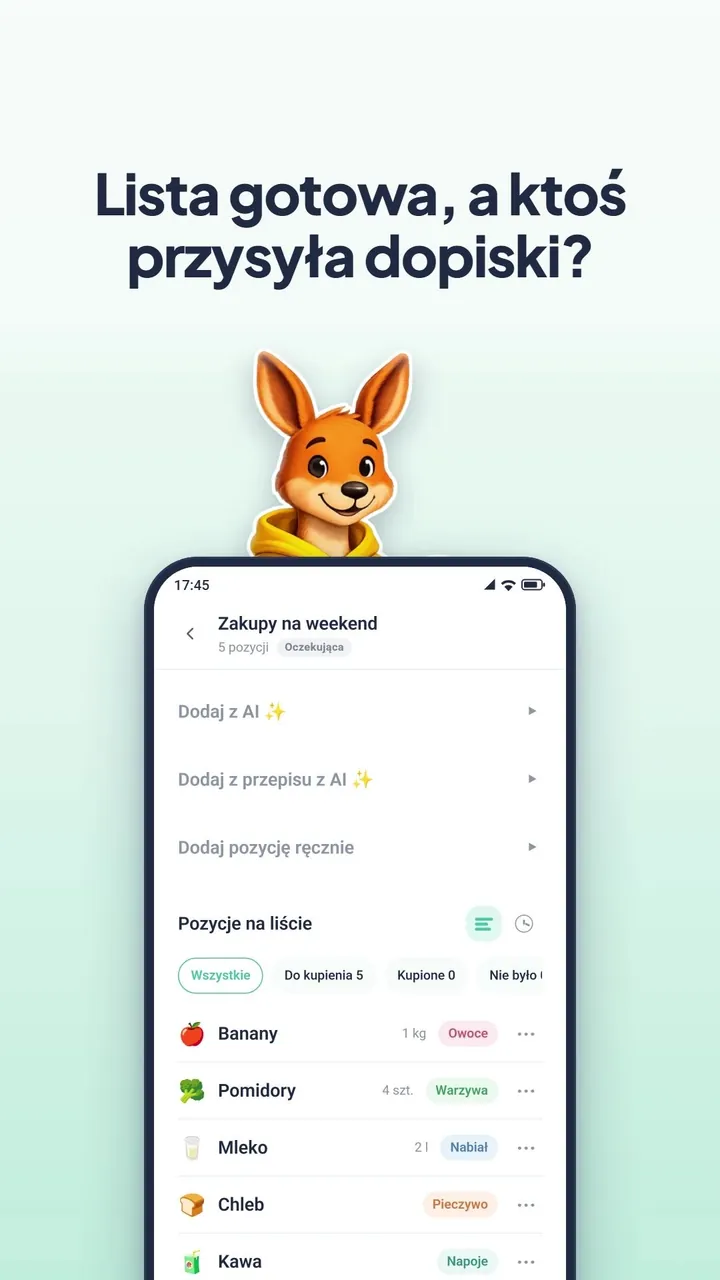 Lista gotowa, a ktoś
przysyła dopiski?
17:45
Zakupy na weekend
5 pozycji Oczekująca
Dodaj z AI ✨
Dodaj z przepisu z AI ✨
Dodaj pozycję ręcznie
Pozycje na liście
Wszystkie Do kupienia 5 Kupione 0 Nie było
Banany 1 kg Owoce
Pomidory 4 szt. Warzywa
Mleko 2 l Nabiał
Chleb Pieczywo
Kawa Napoje